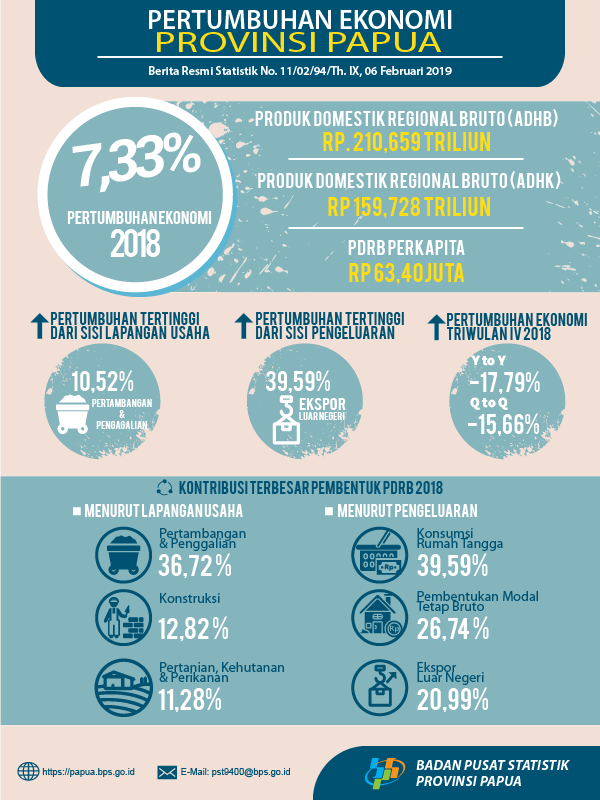 PERTUMBUHAN EKONOMI
PROVINSI PAPUA
Berita Resmi Statistik No. 11/02/94/Th. IX, 06 Februari 2019
7,33%
PERTUMBUHAN EKONOMI
2018
PRODUK DOMESTIK REGIONAL BRUTO (ADHB)
RP. 210,659 TRILIUN
PRODUK DOMESTIK REGIONAL BRUTO (ADHK)
RP 159,728 TRILIUN
PDRB PERKAPITA
RP 63,40 JUTA
PERTUMBUHAN TERTINGGI
DARI SISI LAPANGAN USAHA
10,52%
PERTAMBANGAN
&
PENGAGALIAN
PERTUMBUHAN TERTINGGI
DARI SISI PENGELUARAN
39,59%
EKSPOR
LUAR NEGERI
PERTUMBUHAN EKONOMI
TRIWULAN IV 2018
Y to Y
-17,79%
Q to Q
-15,66%
KONTRIBUSI TERBESAR PEMBENTUK PDRB 2018
MENURUT LAPANGAN USAHA
Pertambangan
& Penggalian
36,72%
Konstruksi
12,82%
Pertanian, Kehutanan
& Perikanan
11,28%
MENURUT PENGELUARAN
Rp
Konsumsi
Rumah Tangga
39,59%
Rp
Pembentukan Modal
Tetap Bruto
26,74%
Ekspor
Luar Negeri
20,99%
https://papua.bps.go.id
E-Mail: pst9400@bps.go.id
BADAN PUSAT STATISTIK
PROVINSI PAPUA